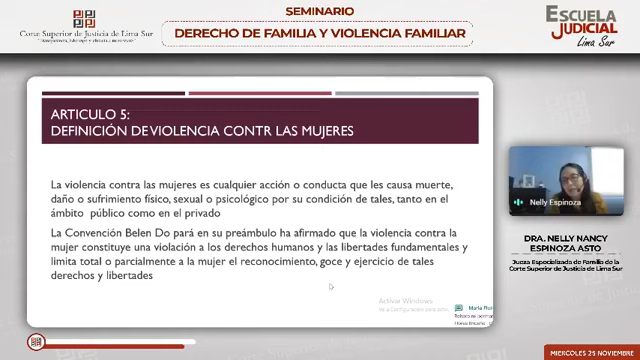 SEMINARIO
DERECHO DE FAMILIA Y VIOLENCIA FAMILIAR
Corte Superior de Justicia de Lima Sur
ESCUELA
JUDICIAL
Lima Sur
ARTICULO 5:
DEFINICIÓN DE VIOLENCIA CONTR LAS MUJERES
La violencia contra las mujeres es cualquier acción o conducta que les causa muerte,
daño o sufrimiento físico, sexual o psicológico por su condición de tales, tanto en el
ámbito público como en el privado
La Convención Belen Do pará en su preámbulo ha afirmado que la violencia contra la
mujer constituye una violación a los derechos humanos y las libertades fundamentales y
limita total o parcialmente a la mujer el reconocimiento, goce y ejercicio de tales
derechos y libertades
Activar Windows
Ve a Configuración para
Nelly Espinoza
DRA. NELLY NANCY
ESPINOZA ASTO
Jueza Especializada de Familia de la
Corte Superior de Justicia de Lima Sur
MIERCOLES 25 NOVIEMBRE